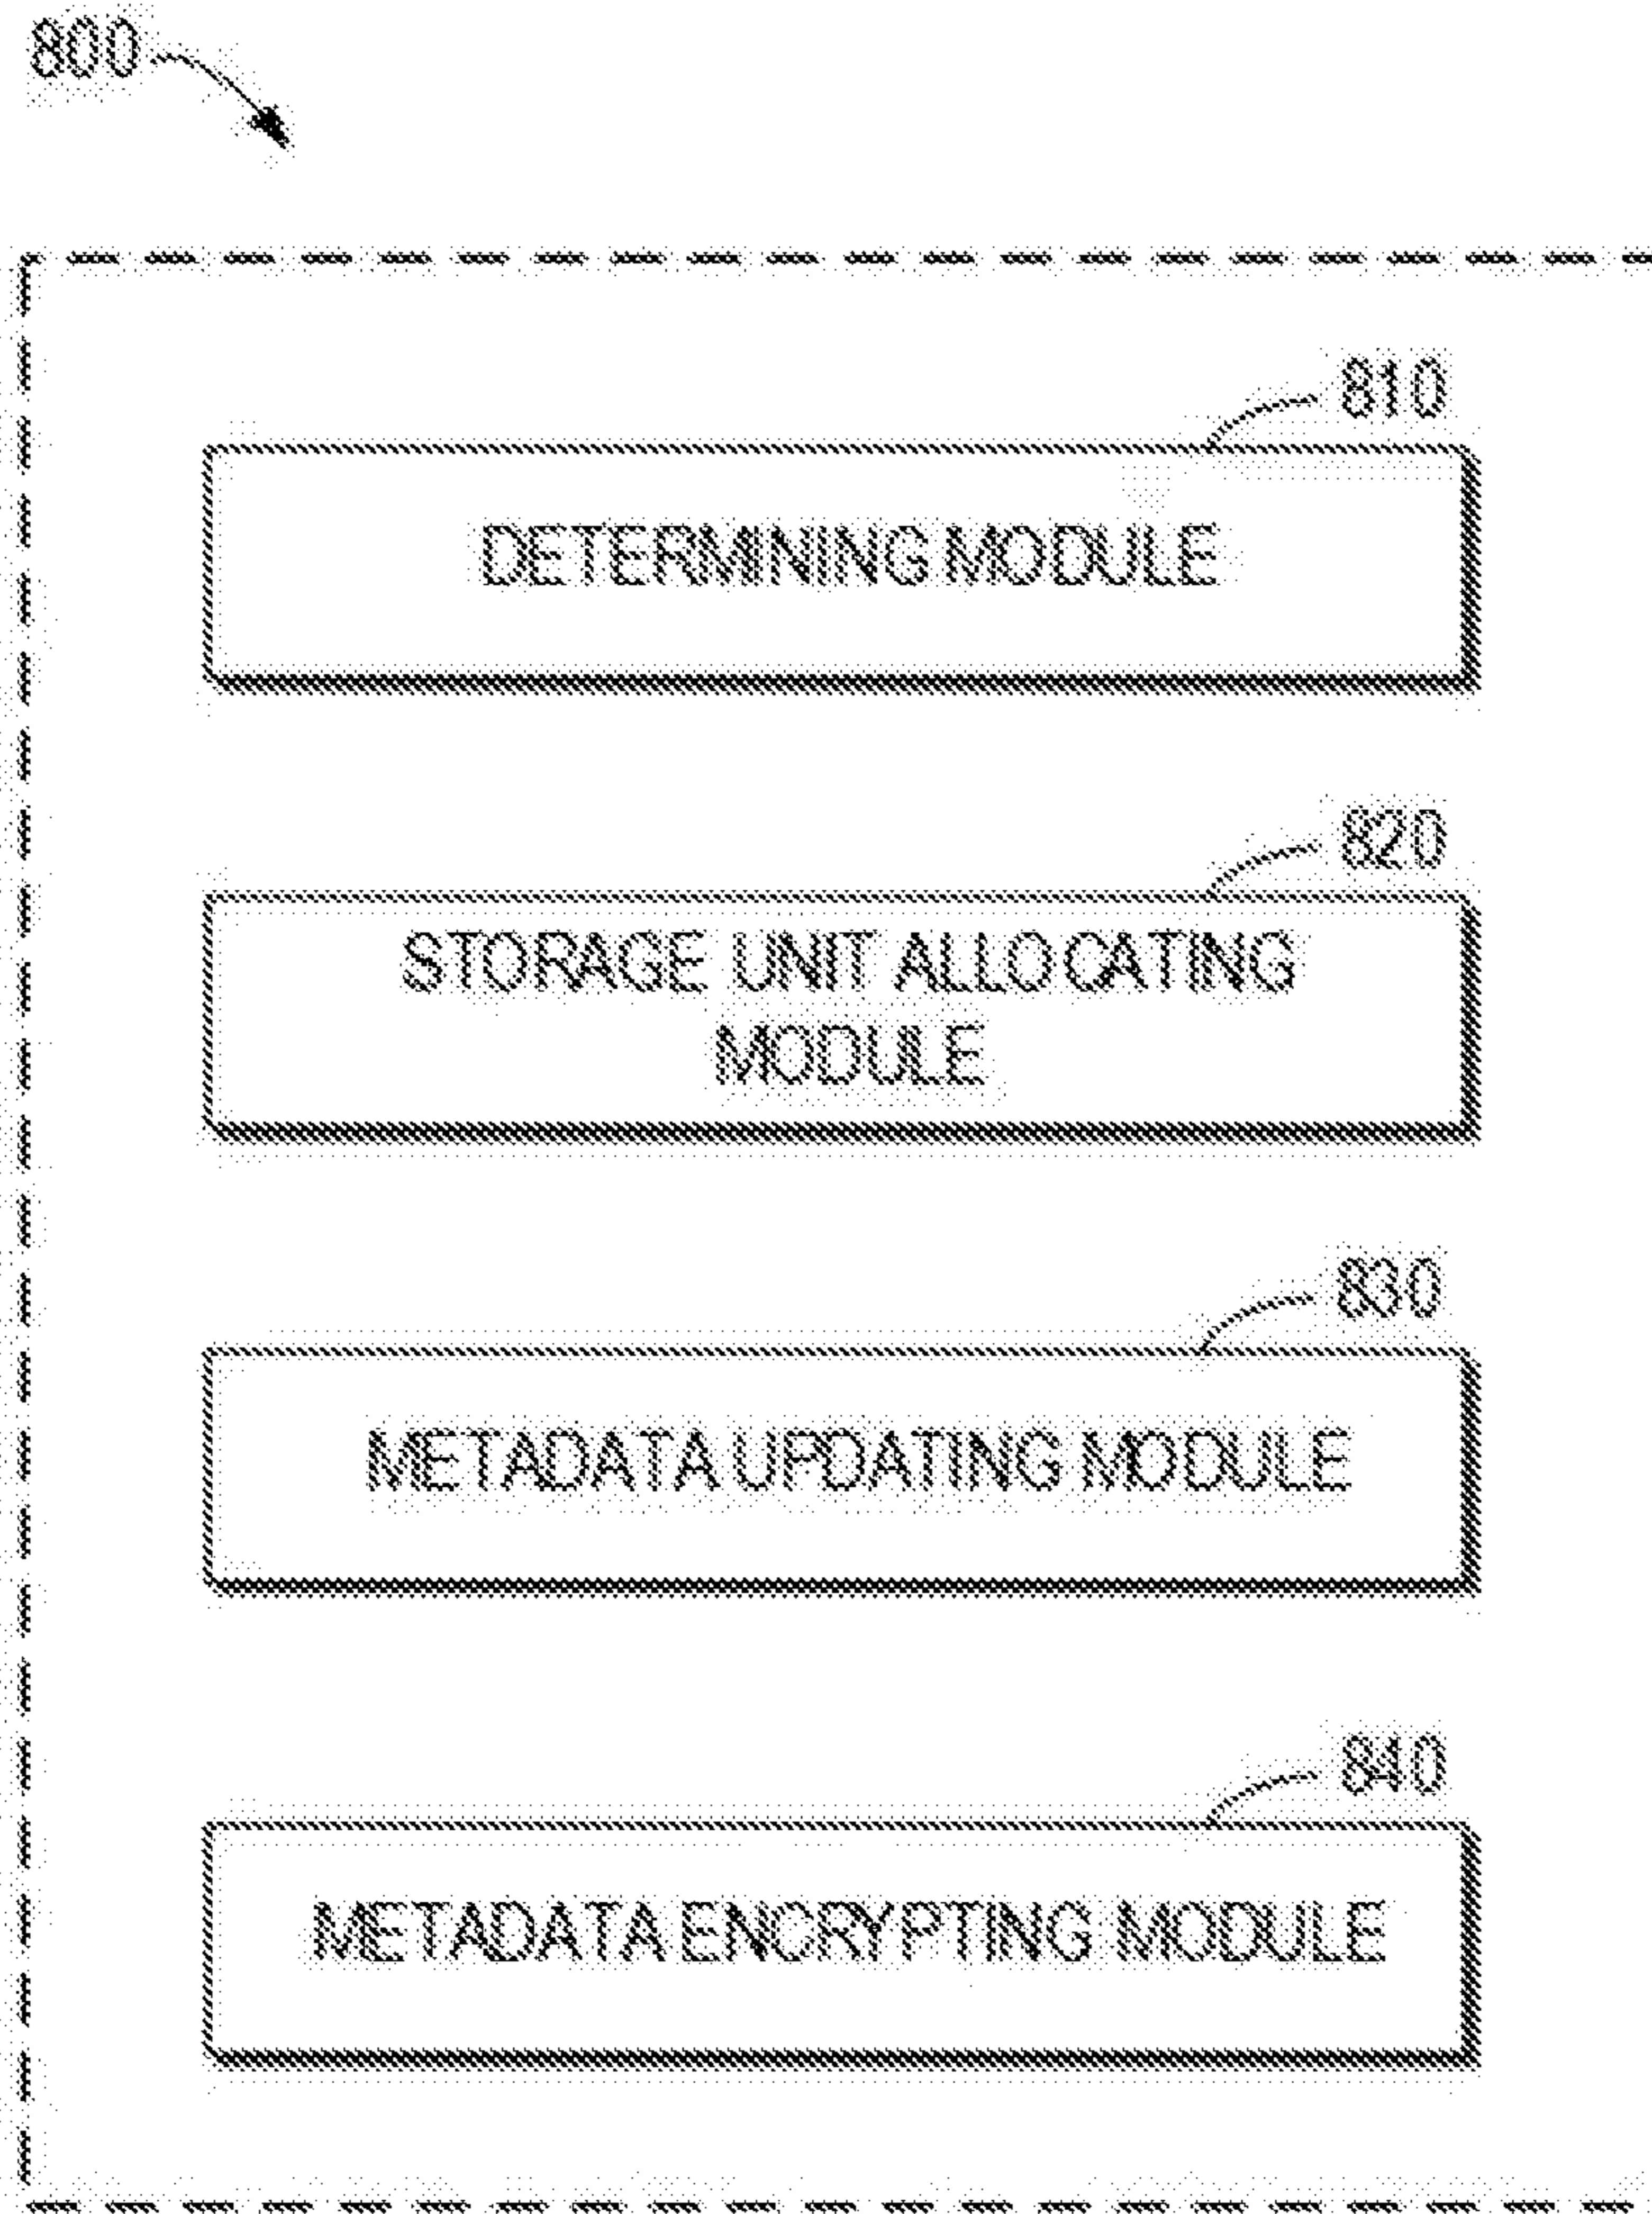 800
810
DETERMINING MODULE
820
STORAGE UNIT ALLOCATING
MODULE
830
METADATA UPDATING MODULE
840
METADATA ENCRYPTING MODULE